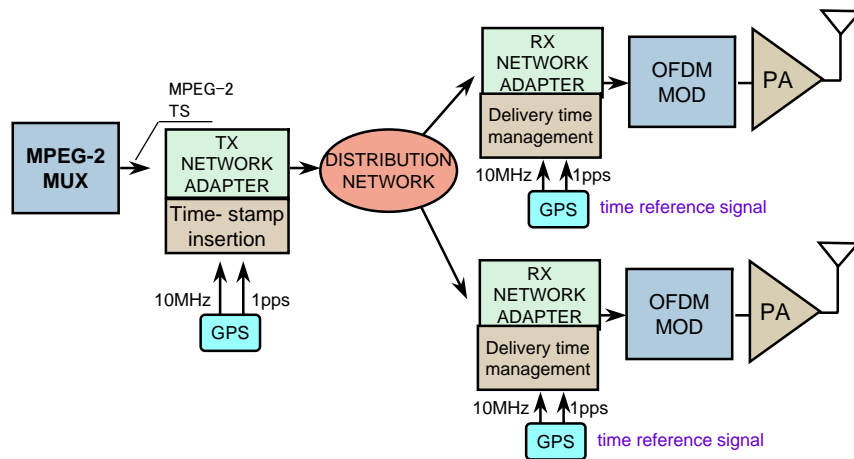 MPEG-2
MUX
MPEG-2
TS
TX
NETWORK
ADAPTER
Time- stamp
insertion
10MHz
1pps
GPS
DISTRIBUTION
NETWORK
RX
NETWORK
ADAPTER
Delivery time
management
10MHz
1pps
GPS
time reference signal
OFDM
MOD
PA
RX
NETWORK
ADAPTER
Delivery time
management
10MHz
1pps
GPS
time reference signal
OFDM
MOD
PA